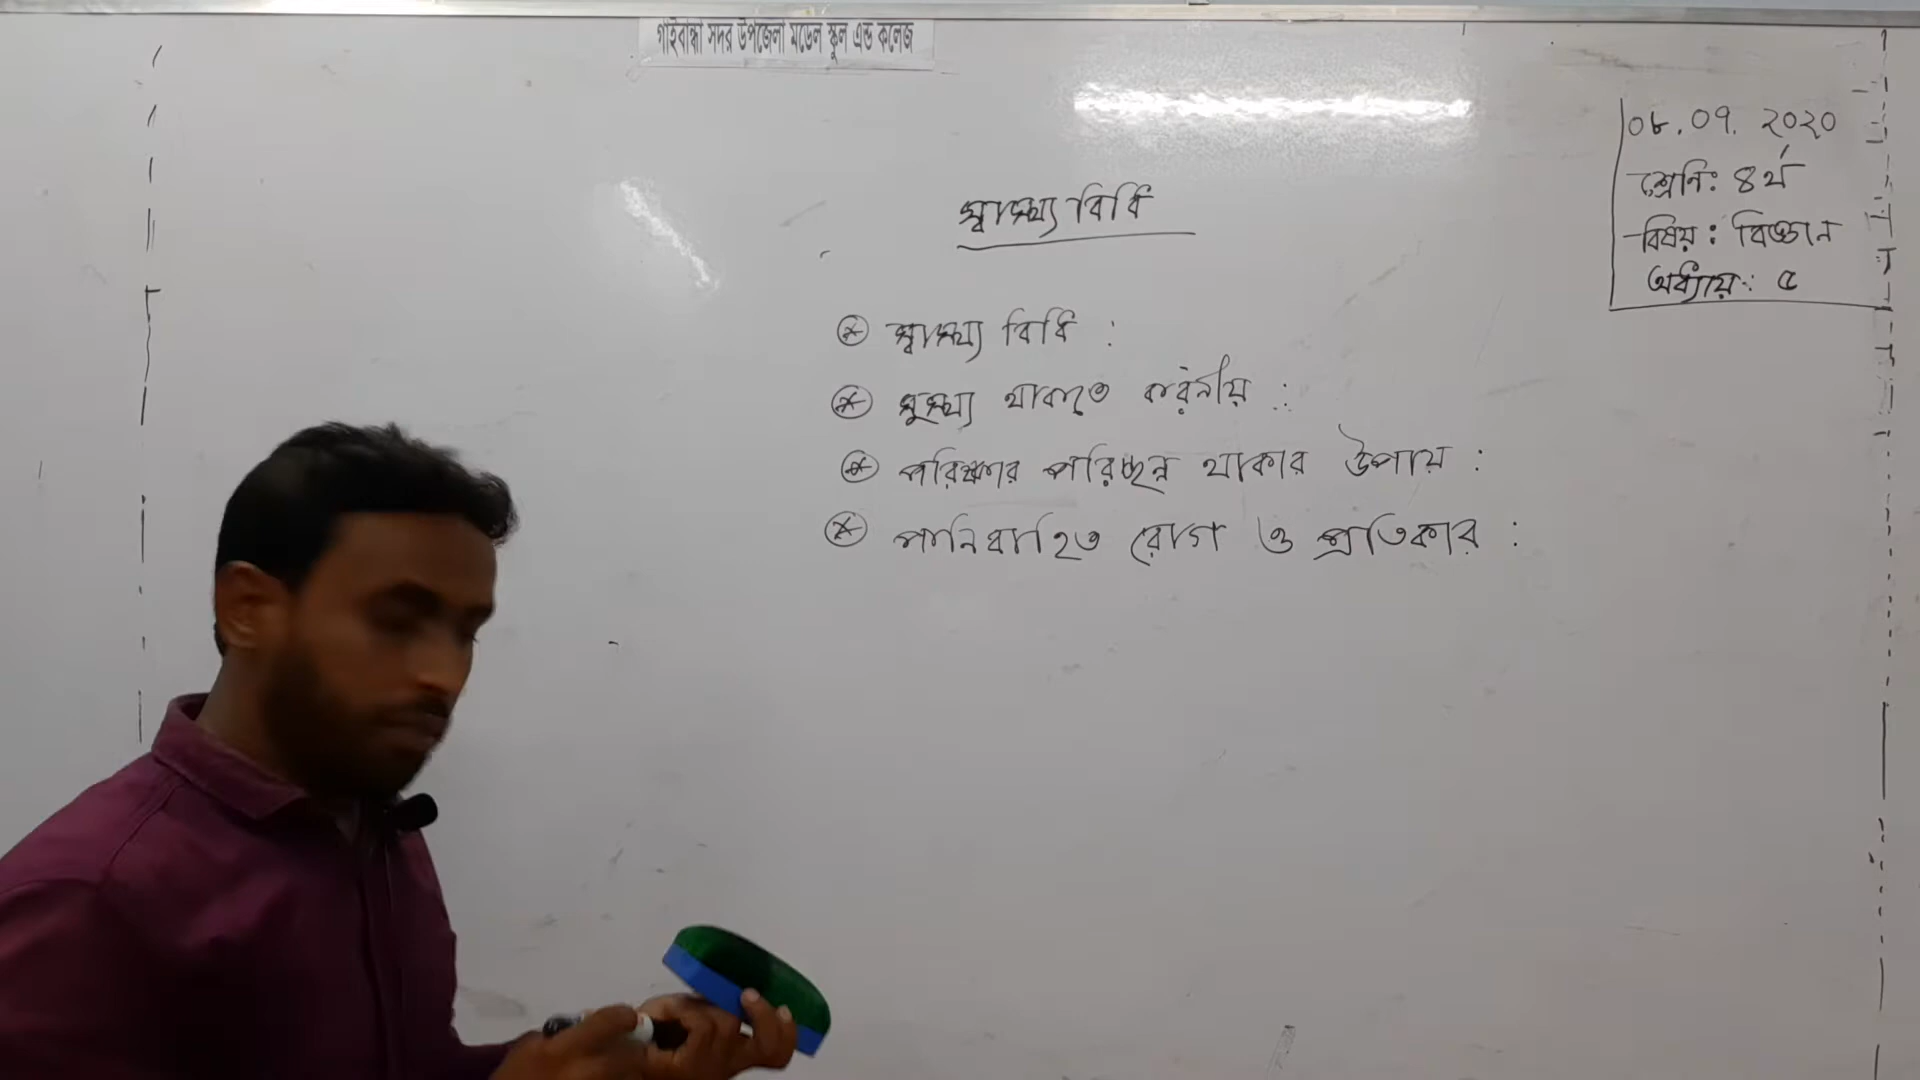 গাইবান্ধা সদর উপজেলা মডেল স্কুল এন্ড কলেজ
০৮.০৭.২০২০
শ্রেণি: ৪র্থ
বিষয়: বিজ্ঞান
অধ্যায়: ৫
স্বাস্থ্য বিধি
স্বাস্থ্য বিধি :
সুস্থ্য থাকতে করনীয় :
পরিষ্কার পরিচ্ছন্ন থাকার উপায় :
পানিবাহিত রোগ ও প্রতিকার :